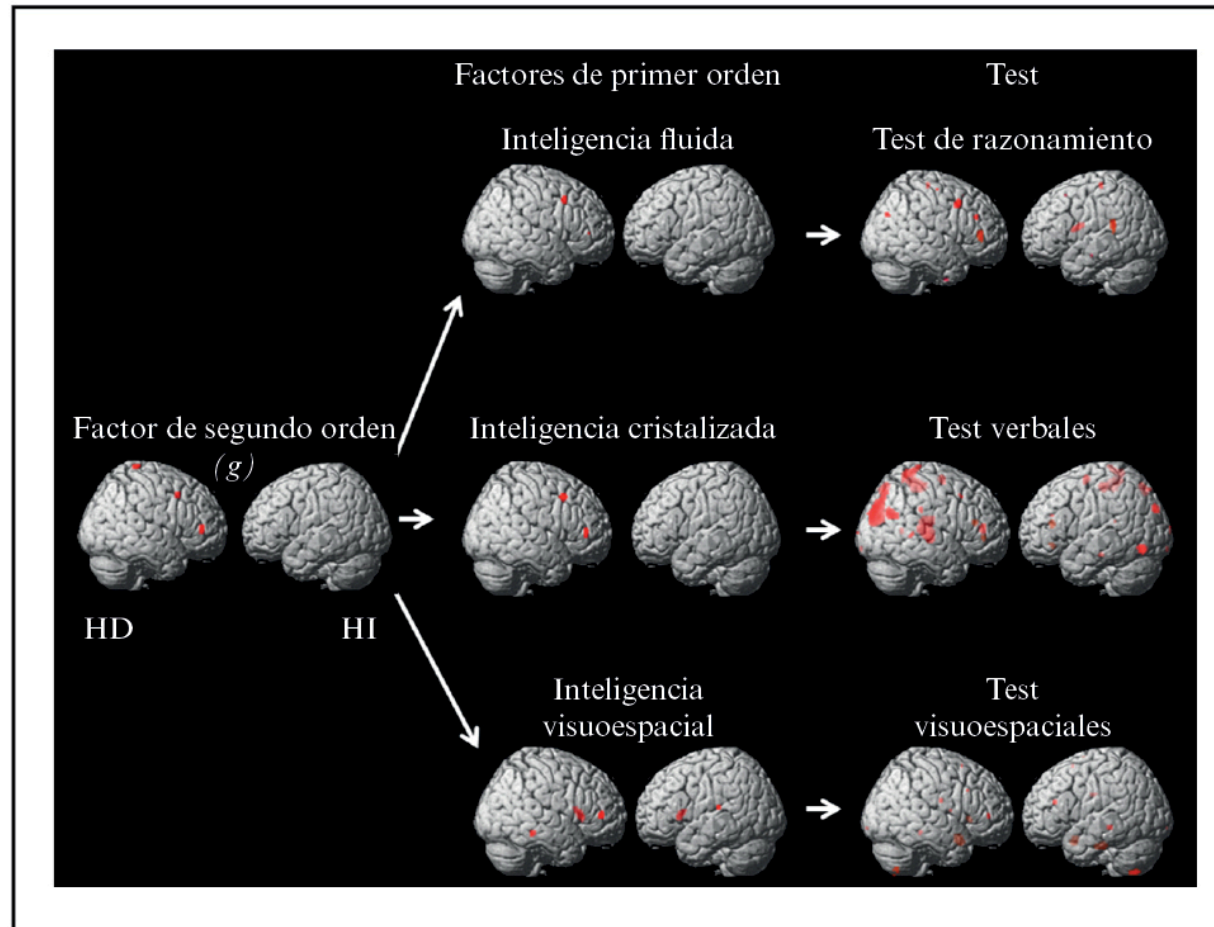 Factores de primer orden
Test
Inteligencia fluida
Test de razonamiento
Factor de segundo orden
(g)
Inteligencia cristalizada
Test verbales
HD
HI
Inteligencia
visuoespacial
Test
visuoespaciales